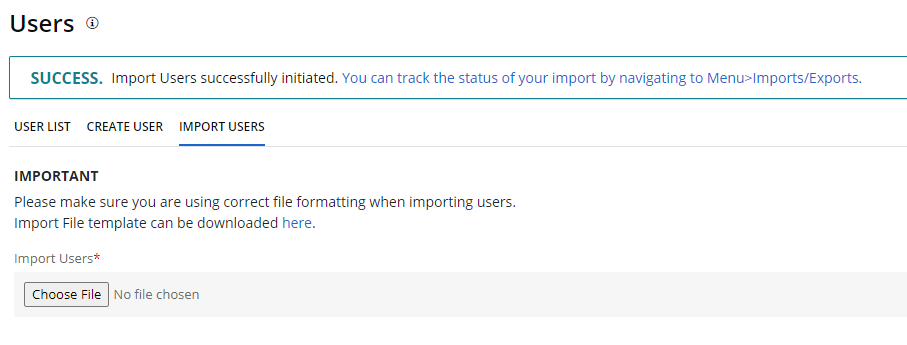 Users
SUCCESS. Import Users successfully initiated. You can track the status of your import by navigating to Menu>Imports/Exports.
USER LIST CREATE USER IMPORT USERS
IMPORTANT
Please make sure you are using correct file formatting when importing users.
Import File template can be downloaded here.
Import Users*
Choose File No file chosen